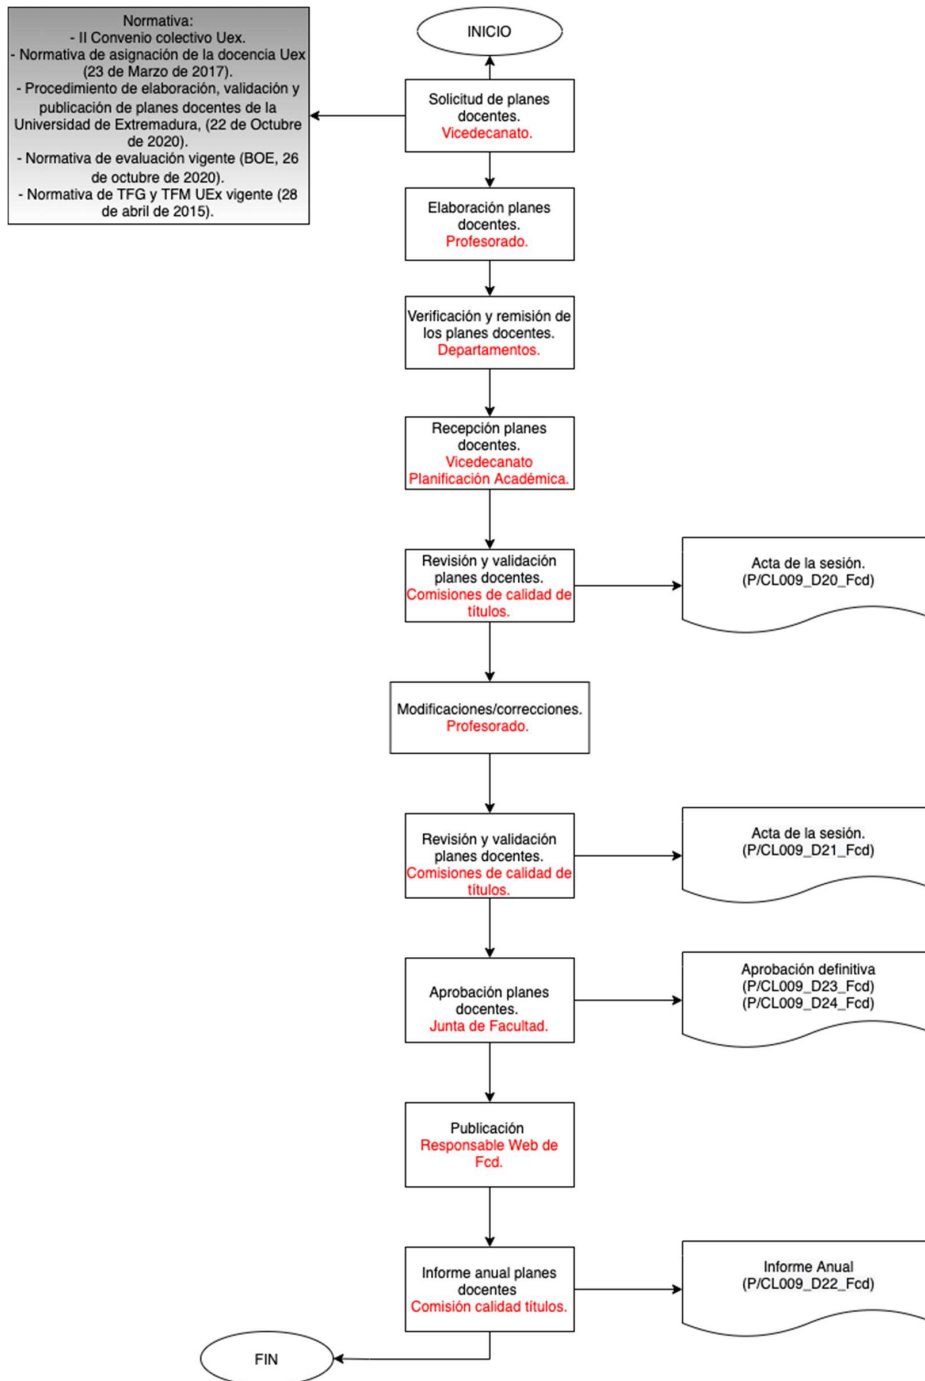 Normativa:
- II Convenio colectivo Uex.
- Normativa de asignación de la docencia Uex
(23 de Marzo de 2017).
- Procedimiento de elaboración, validación y
publicación de planes docentes de la
Universidad de Extremadura, (22 de Octubre
de 2020).
- Normativa de evaluación vigente (BOE, 26
de octubre de 2020).
- Normativa de TFG y TFM UEx vigente (28
de abril de 2015).
INICIO
Solicitud de planes
docentes.
Vicedecanato.
Elaboración planes
docentes.
Profesorado.
Verificación y remisión de
los planes docentes.
Departamentos.
Recepción planes
docentes.
Vicedecanato
Planificación Académica.
Revisión y validación
planes docentes.
Comisiones de calidad de
títulos.
Acta de la sesión.
(P/CL009_D20_Fcd)
Modificaciones/correcciones.
Profesorado.
Revisión y validación
planes docentes.
Comisiones de calidad de
títulos.
Acta de la sesión.
(P/CL009_D21_Fcd)
Aprobación planes
docentes.
Junta de Facultad.
Aprobación definitiva
(P/CL009_D23_Fcd)
(P/CL009_D24_Fcd)
Publicación
Responsable Web de
Fcd.
Informe anual planes
docentes
Comisión calidad títulos.
Informe Anual
(P/CL009_D22_Fcd)
FIN